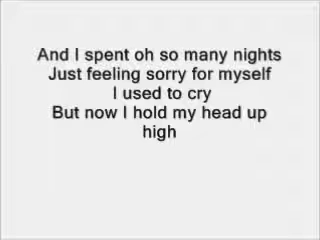 And I spent oh so many nights
Just feeling sorry for myself
I used to cry
But now I hold my head up
high